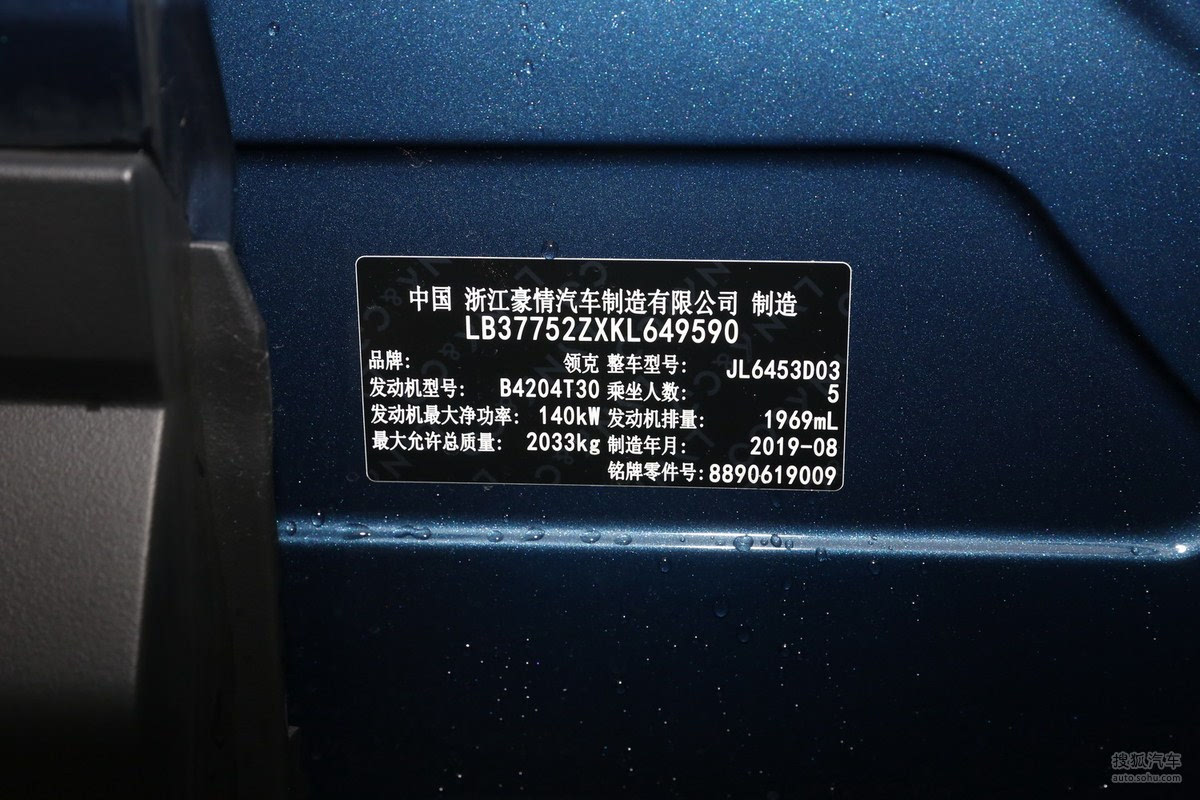 中国 浙江豪情汽车制造有限公司 制造
LB37752ZXKL649590
品牌: 领克 整车型号: JL6453D03
发动机型号: B4204T30 乘坐人数: 5
发动机最大净功率: 140kW 发动机排量: 1969mL
最大允许总质量: 2033kg 制造年月: 2019-08
铭牌零件号: 8890619009
搜狐汽车
auto.sohu.com